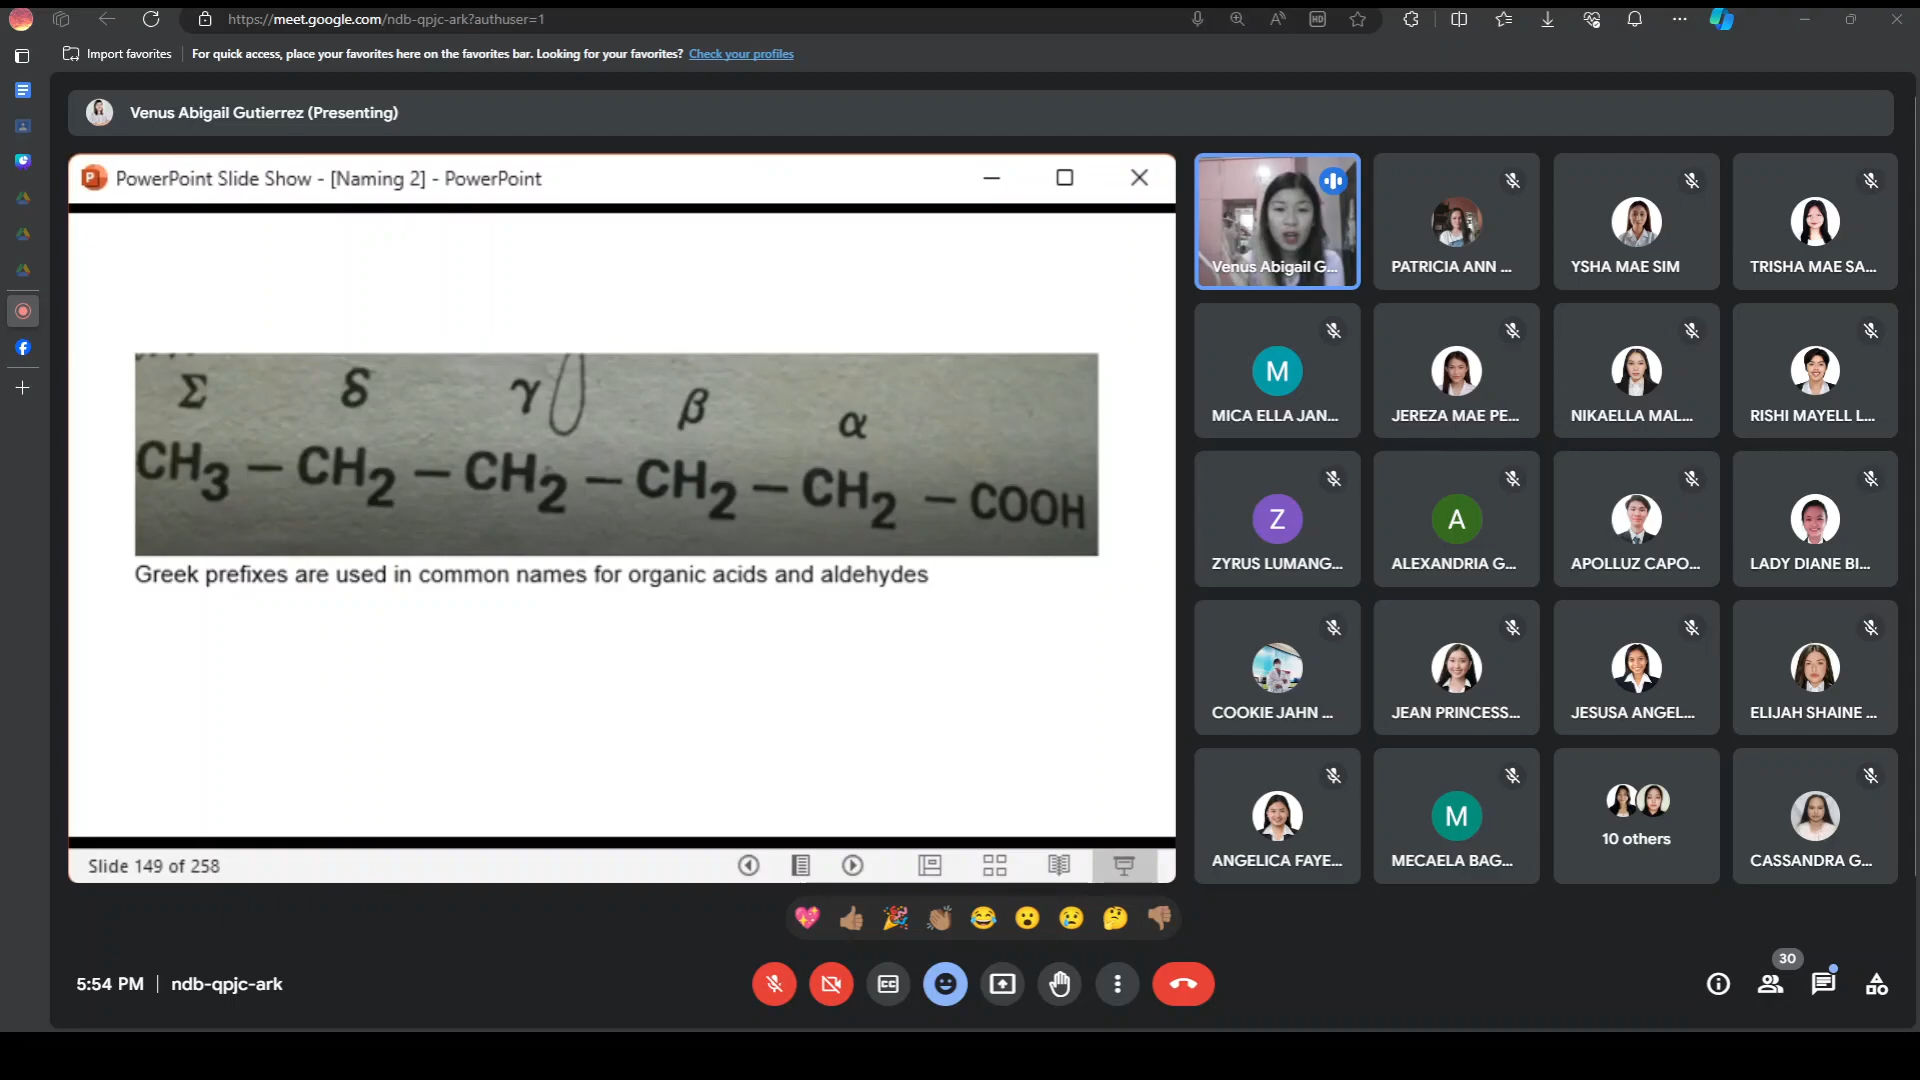 https://meet.google.com/ndb-qpjc-ark?authuser=1
Import favorites
For quick access, place your favorites here on the favorites bar. Looking for your favorites? Check your profiles
Venus Abigail Gutierrez (Presenting)
PowerPoint Slide Show - [Naming 2] - PowerPoint
Σ δ γ β α
CH3 – CH2 – CH2 – CH2 – CH2 – COOH
Greek prefixes are used in common names for organic acids and aldehydes
Slide 149 of 258
Venus Abigail G...
PATRICIA ANN ...
YSHA MAE SIM
TRISHA MAE SA...
M
MICA ELLA JAN...
JEREZA MAE PE...
NIKAELLA MAL...
RISHI MAYELL L...
Z
ZYRUS LUMANG...
A
ALEXANDRIA G...
APOLLUZ CAPO...
LADY DIANE BI...
COOKIE JAHN ...
JEAN PRINCESS...
JESUSA ANGEL...
ELIJAH SHAINE ...
ANGELICA FAYE...
M
MECAELA BAG...
10 others
CASSANDRA G...
5:54 PM | ndb-qpjc-ark
30